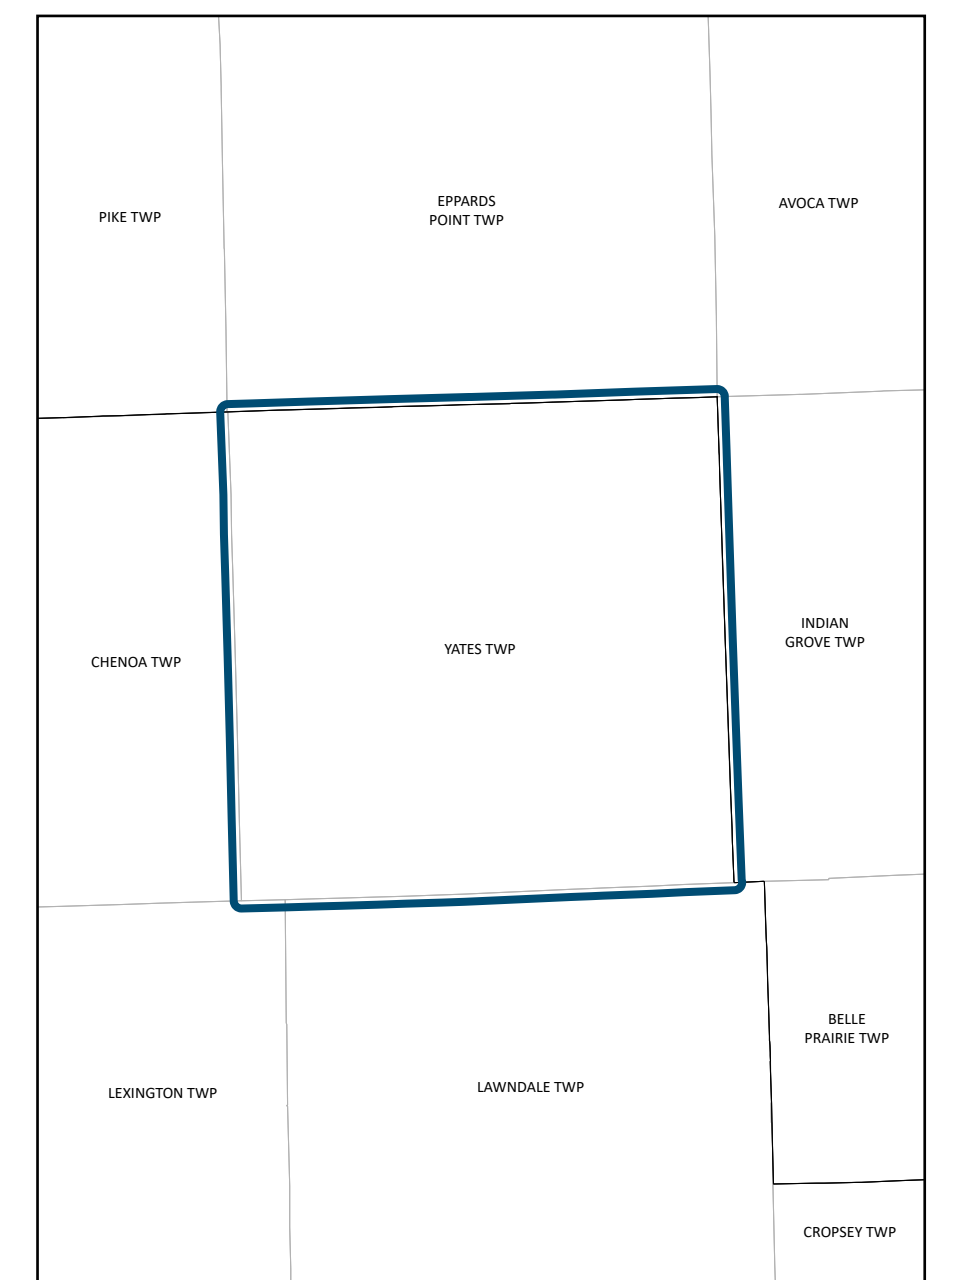 PIKE TWP
EPPARDS
POINT TWP
AVOCA TWP
CHENOA TWP
YATES TWP
INDIAN
GROVE TWP
LEXINGTON TWP
LAWNDALE TWP
BELLE
PRAIRIE TWP
CROPSEY TWP